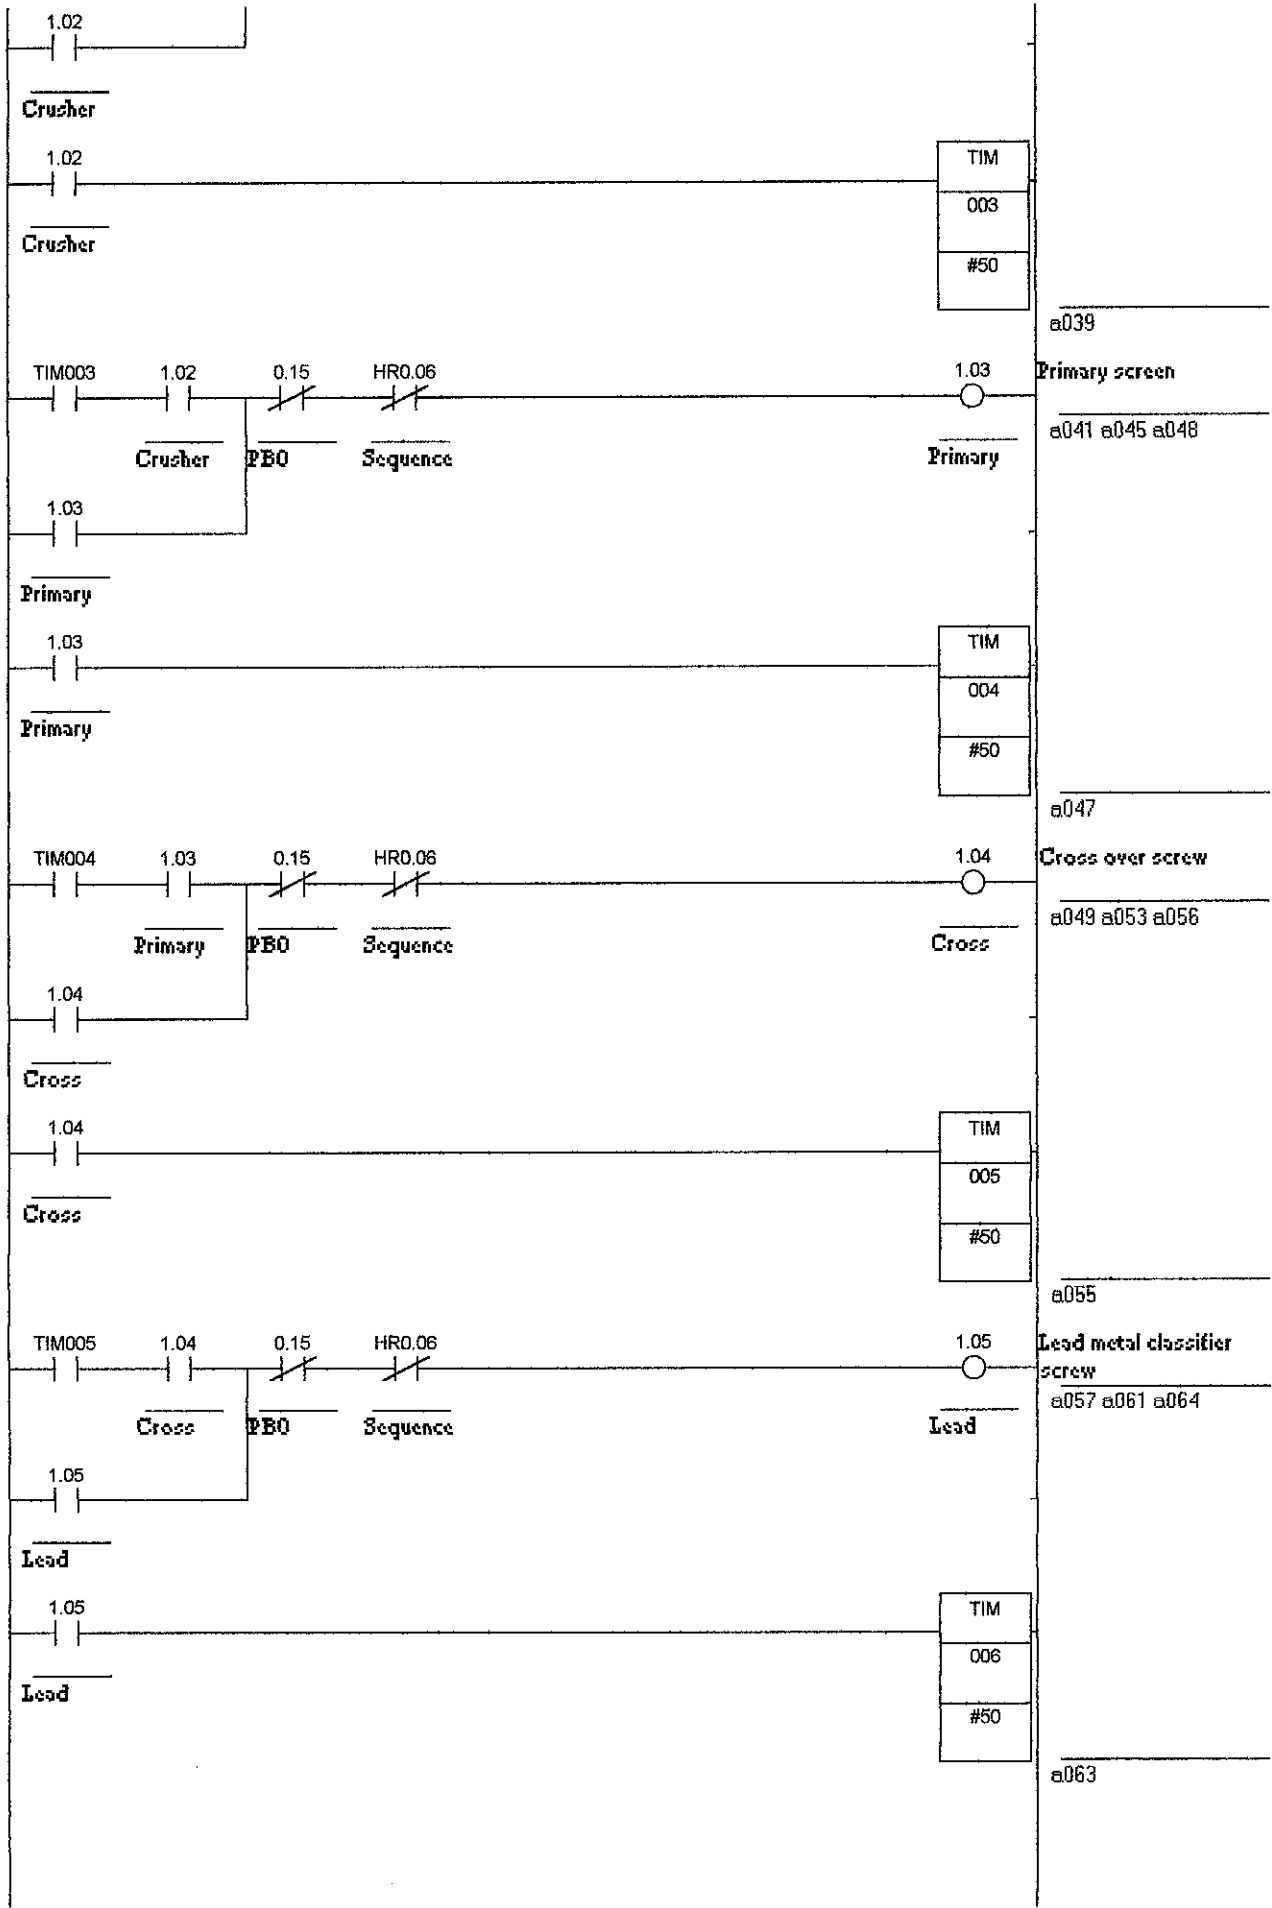 1.02
Crusher
1.02
TIM
003
#50
Crusher
a039
TIM003 1.02 0.15 HR0.06 1.03 Primary screen
a041 a045 a048
Crusher PB0 Sequence Primary
1.03
Primary
1.03
TIM
004
#50
Primary
a047
TIM004 1.03 0.15 HR0.06 1.04 Cross over screw
a049 a053 a056
Primary PB0 Sequence Cross
1.04
Cross
1.04
TIM
005
#50
Cross
a055
TIM005 1.04 0.15 HR0.06 1.05 Lead metal classifier
screw
a057 a061 a064
Cross PB0 Sequence Lead
1.05
Lead
1.05
TIM
006
#50
Lead
a063